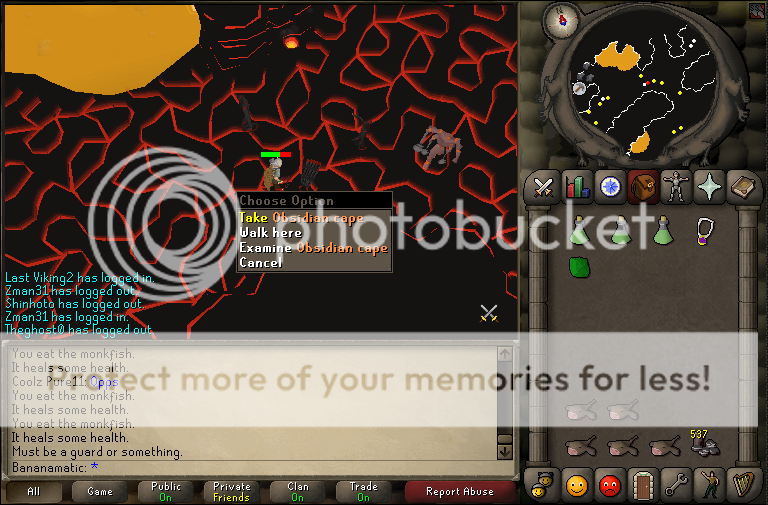 Choose Option
Take Obsidian cape
Walk here
Examine Obsidian cape
Cancel
photobucket
Last Viking2 has logged in.
Zman31 has logged out.
Shinhoto has logged out.
Zman31 has logged in.
Theghost0 has logged out.
Protect more of your memories for less!
You eat the monkfish.
It heals some health.
Coolz Pure11: Opps
You eat the monkfish.
It heals some health.
You eat the monkfish.
It heals some health.
Must be a guard or something.
Bananamatic: *
537
All
Game
Public
On
Private
Friends
Clan
On
Trade
On
Report Abuse